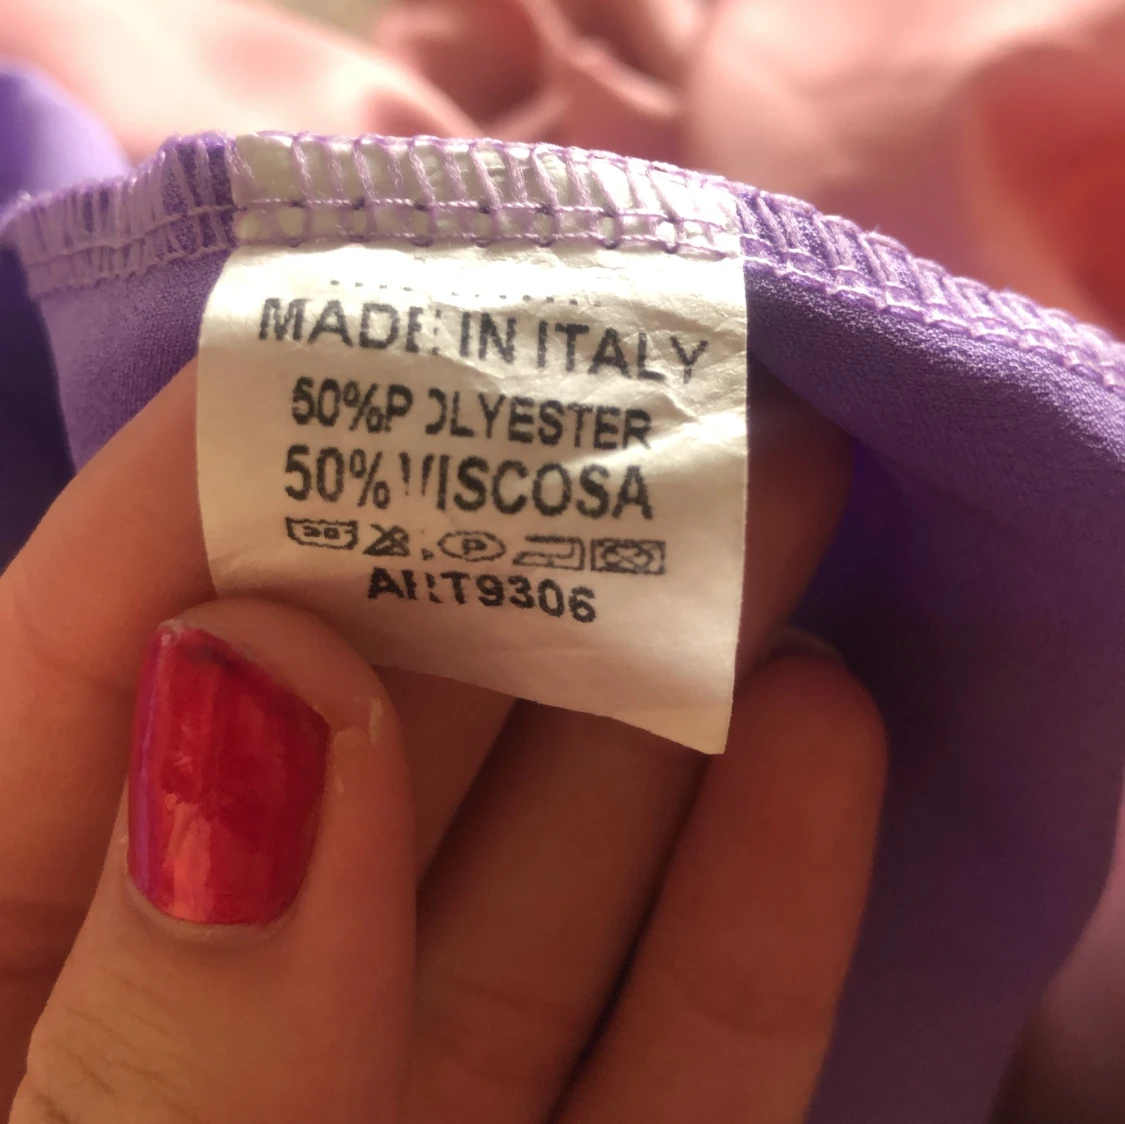 MADE IN ITALY
50%POLYESTER
50%VISCOSA
P
ART9306